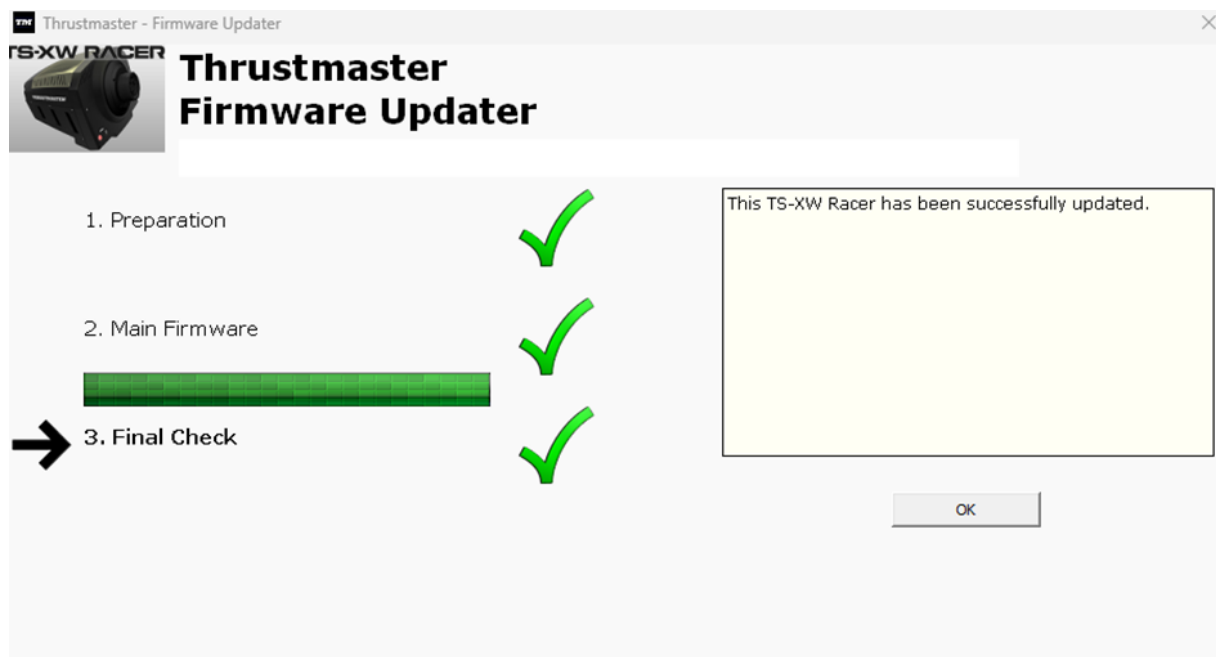 TM Thrustmaster - Firmware Updater
TS-XW RACER
Thrustmaster
Firmware Updater
1. Preparation
2. Main Firmware
3. Final Check
This TS-XW Racer has been successfully updated.
OK